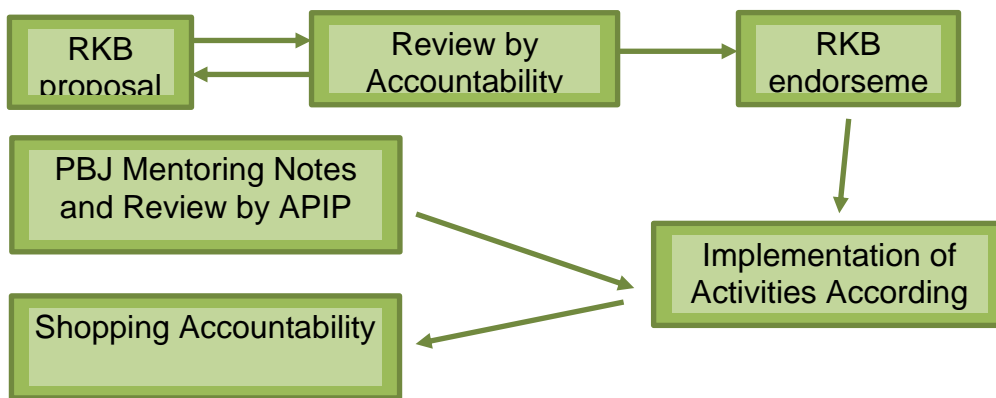 RKB
proposal
Review by
Accountability
RKB
endorseme
PBJ Mentoring Notes
and Review by APIP
Implementation of
Activities According
Shopping Accountability